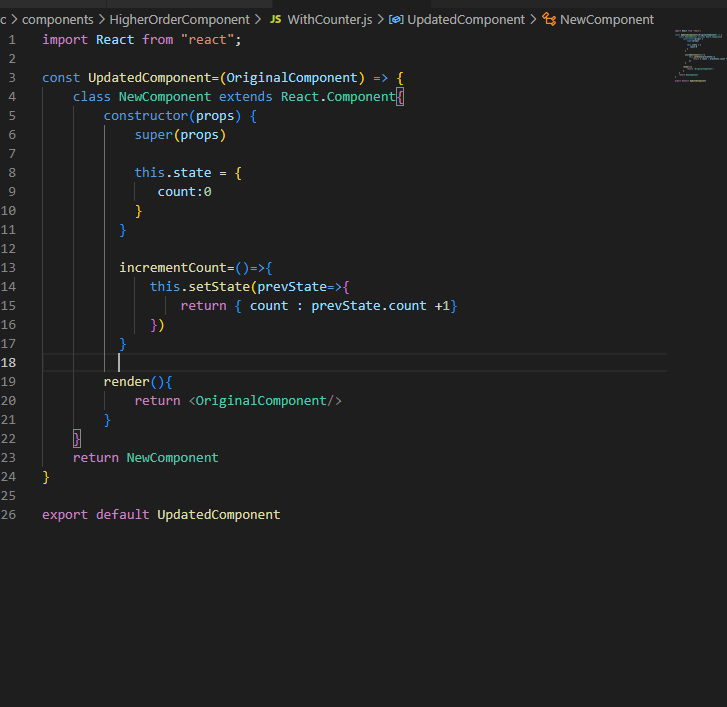 c > components > HigherOrderComponent > JS WithCounter.js > UpdatedComponent > NewComponent
1 import React from "react";
2
3 const UpdatedComponent=(OriginalComponent) => {
4     class NewComponent extends React.Component{
5         constructor(props) {
6             super(props)
7
8             this.state = {
9                count:0
10             }
11           }
12
13           incrementCount=()=>{
14               this.setState(prevState=>{
15                   return { count : prevState.count +1}
16               })
17           }
18
19         render(){
20             return <OriginalComponent/>
21         }
22     }
23     return NewComponent
24 }
25
26 export default UpdatedComponent